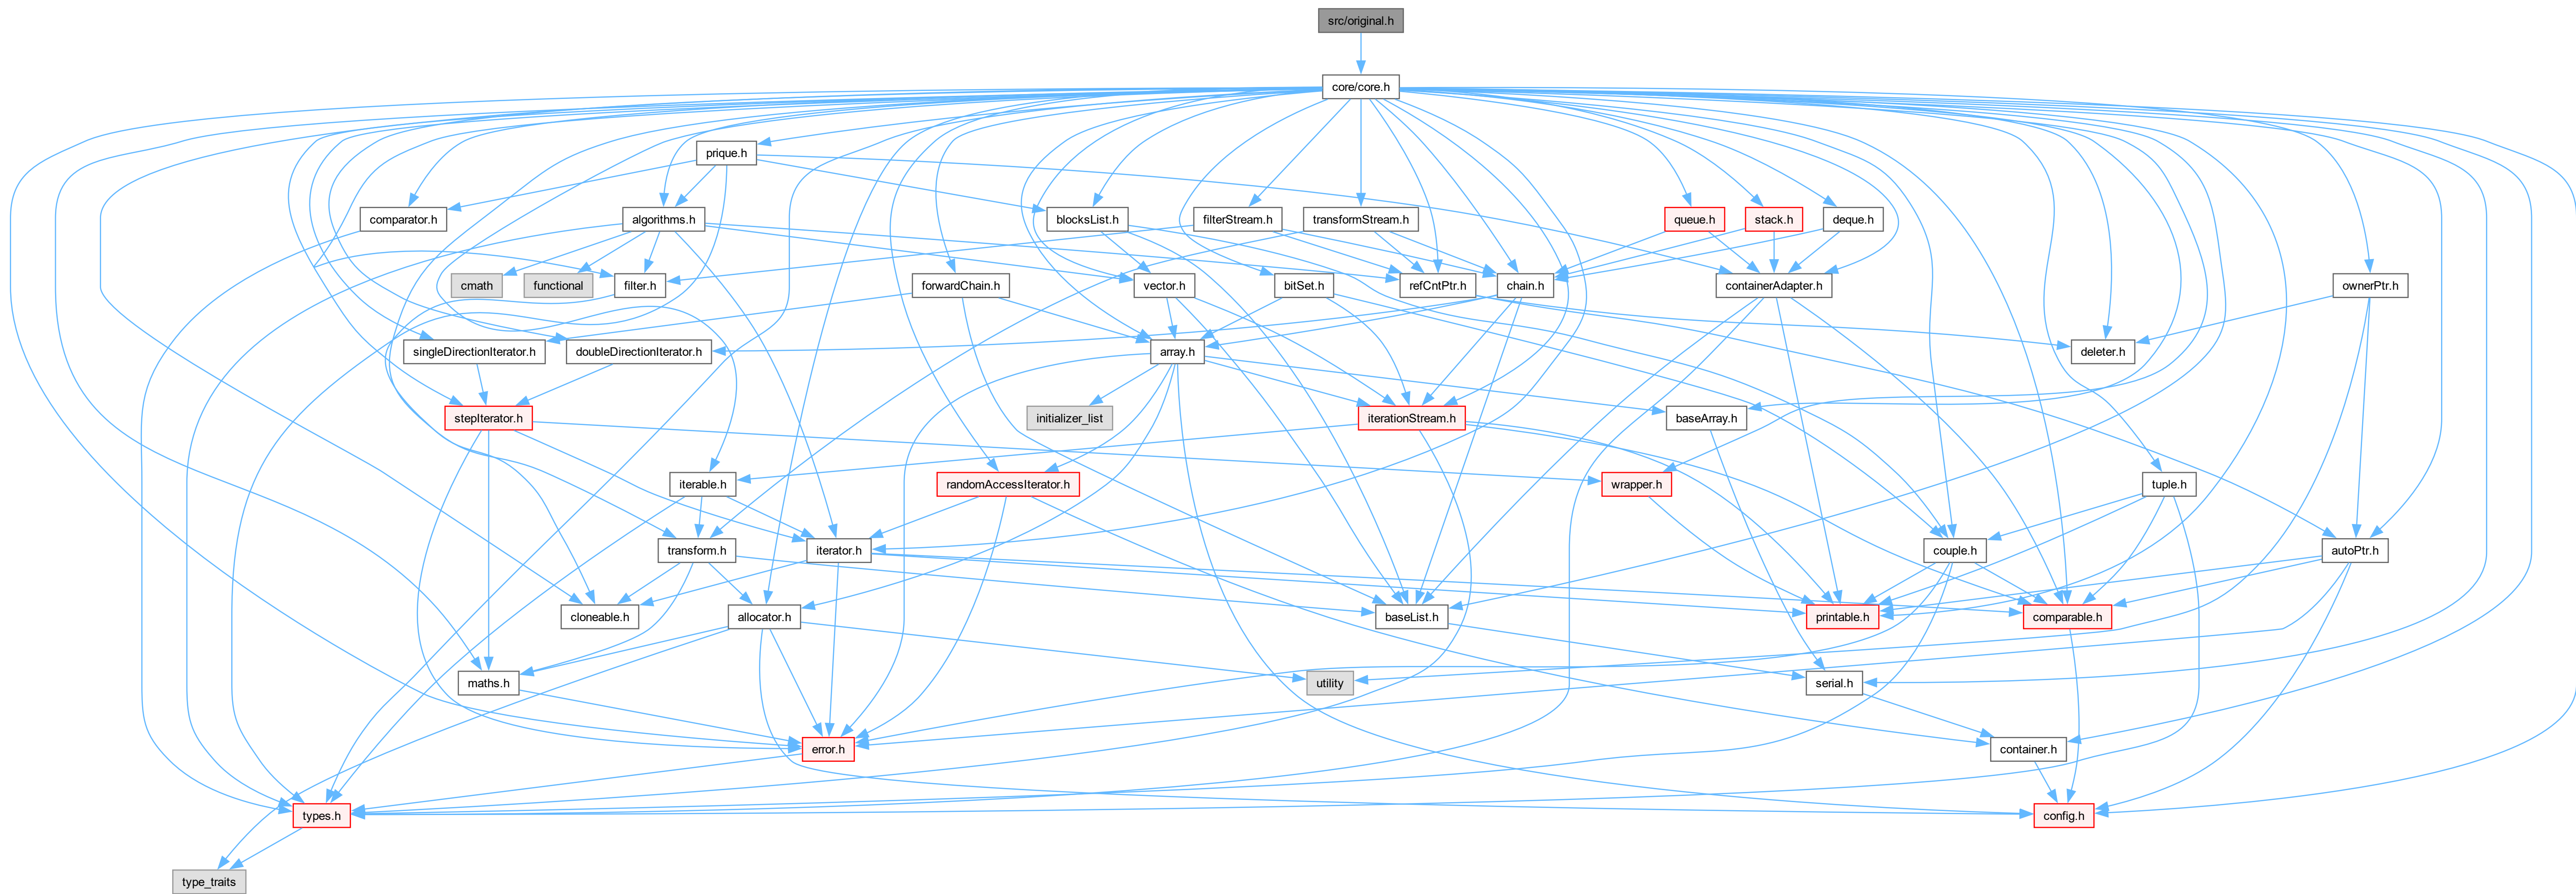 src/original.h
core/core.h
prique.h
comparator.h
algorithms.h
blocksList.h
filterStream.h
transformStream.h
queue.h
stack.h
deque.h
cmath
functional
filter.h
forwardChain.h
vector.h
bitSet.h
refCntPtr.h
chain.h
containerAdapter.h
ownerPtr.h
singleDirectionIterator.h
doubleDirectionIterator.h
array.h
deleter.h
stepIterator.h
initializer_list
iterationStream.h
baseArray.h
iterable.h
randomAccessIterator.h
wrapper.h
tuple.h
transform.h
iterator.h
couple.h
autoPtr.h
cloneable.h
allocator.h
baseList.h
printable.h
comparable.h
maths.h
utility
serial.h
error.h
container.h
types.h
config.h
type_traits